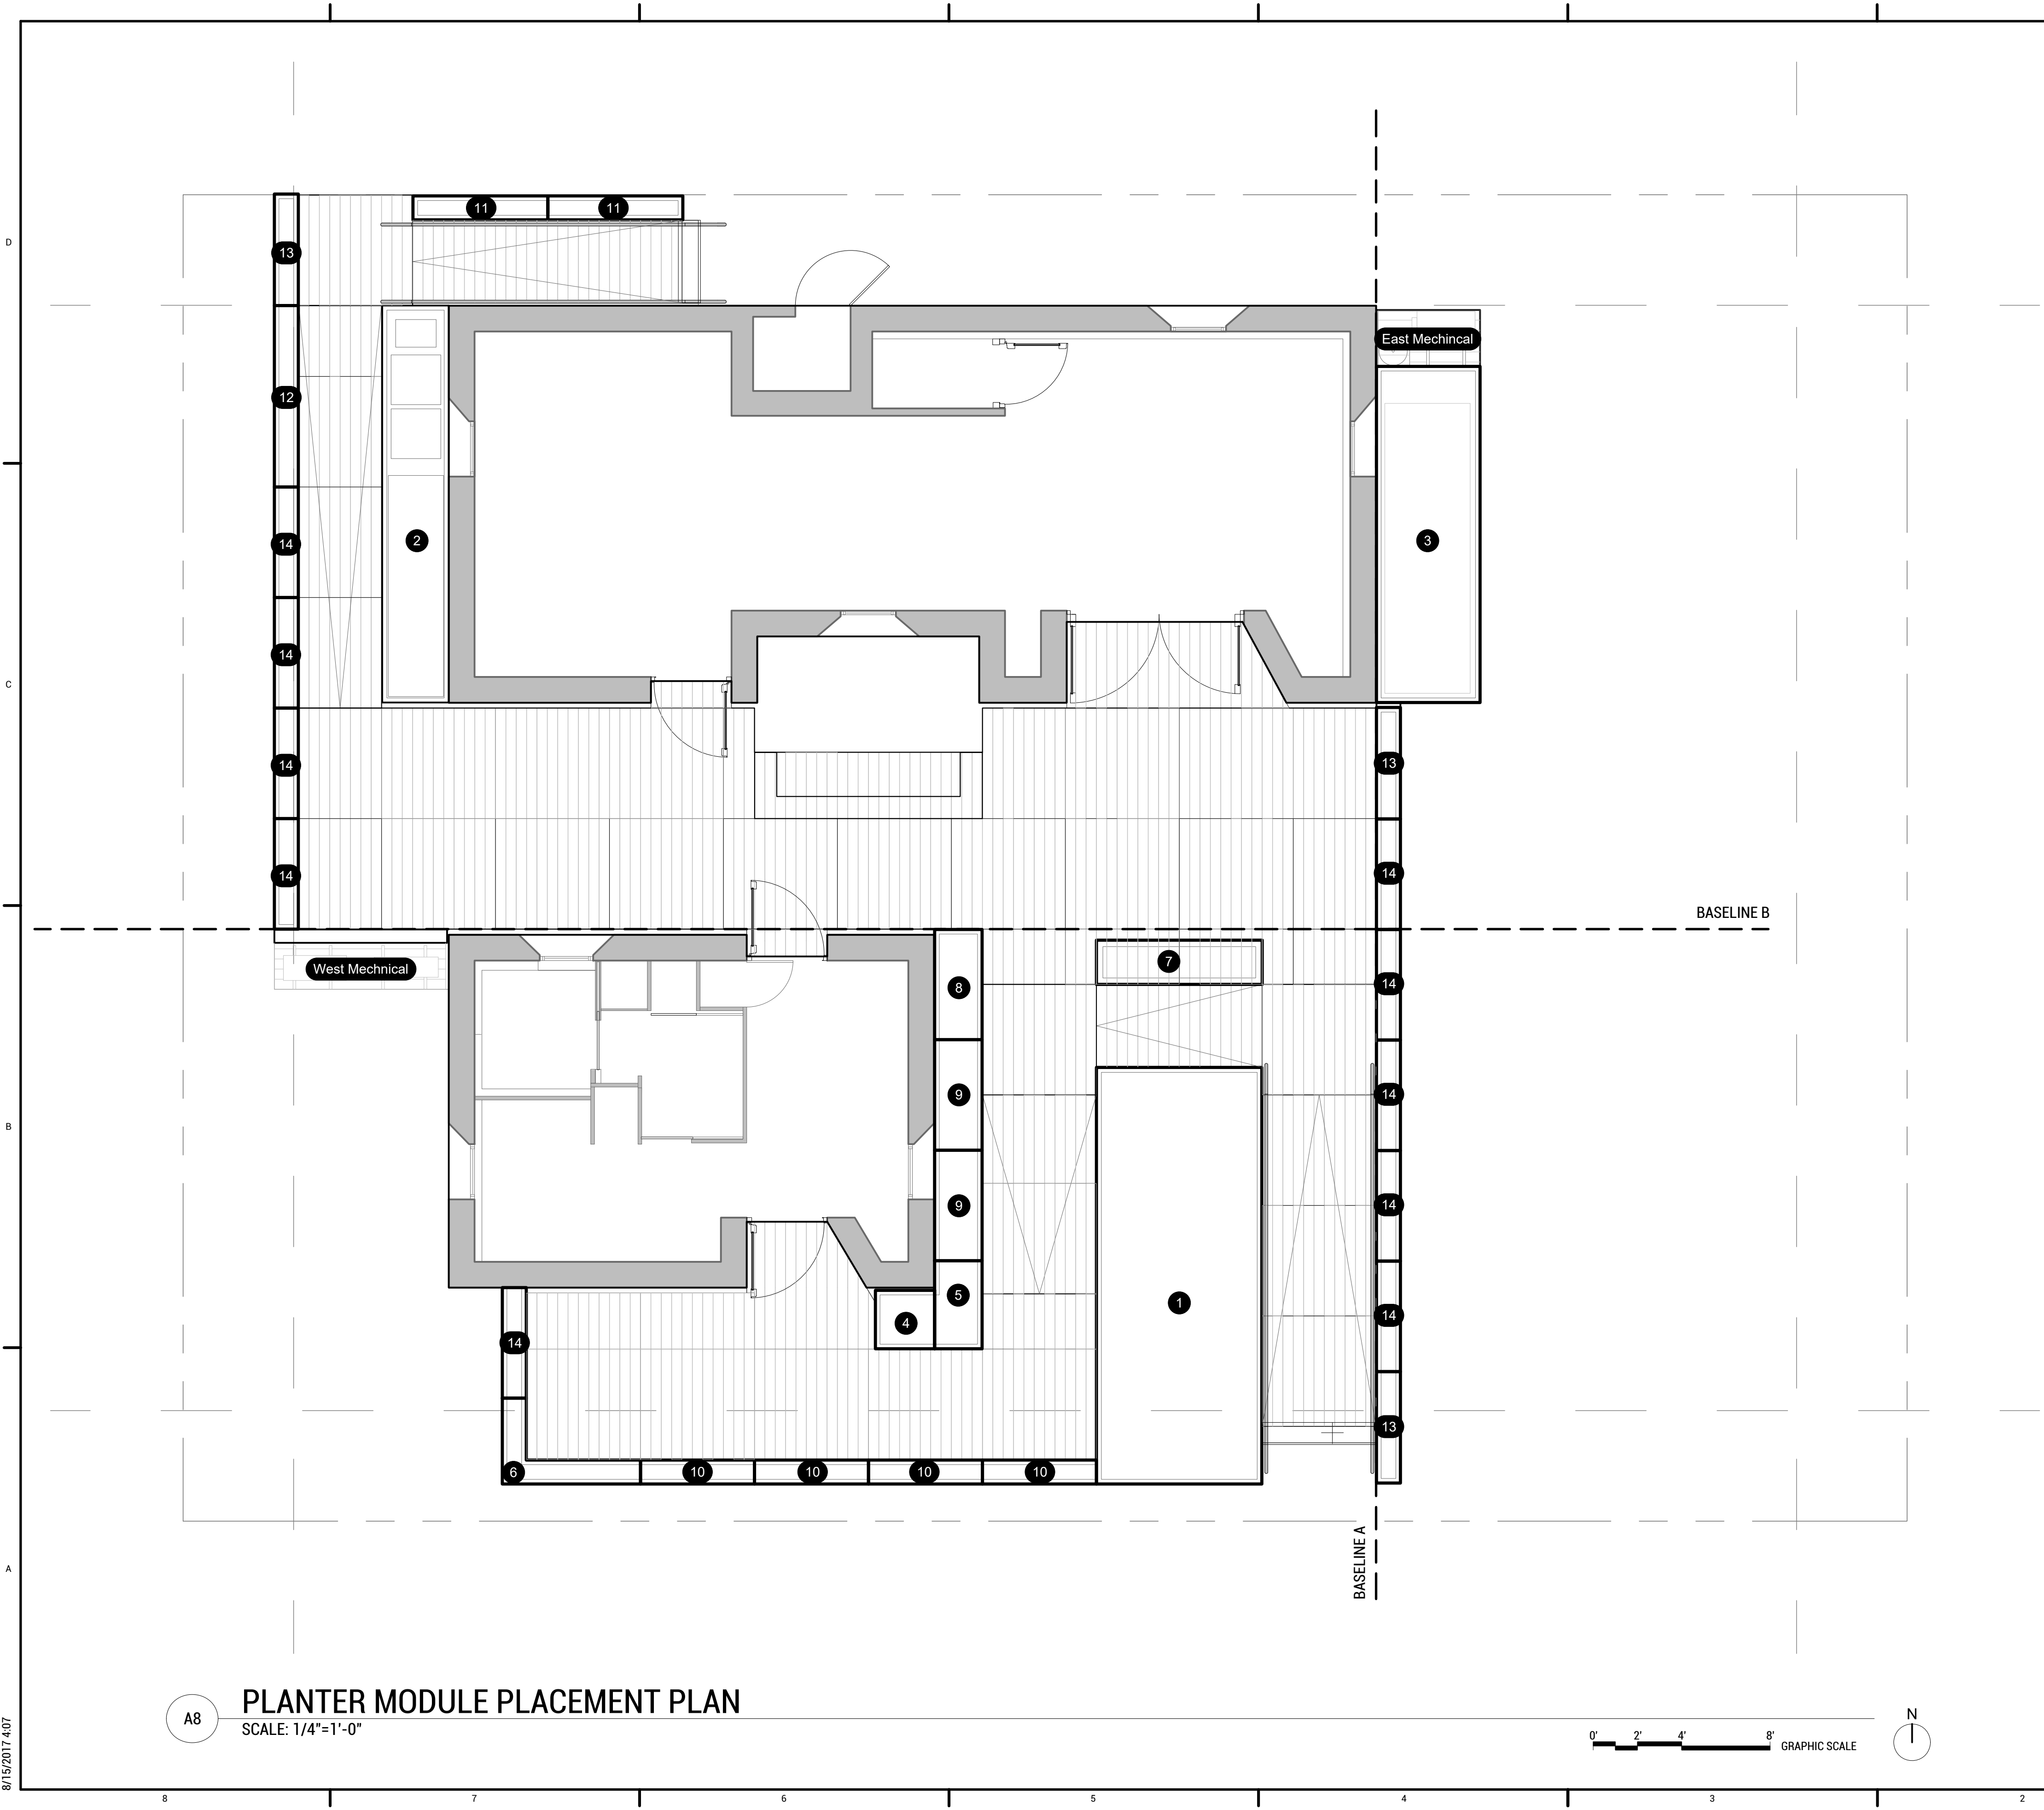 D
C
B
A
11
11
13
East Mechincal
12
2
3
14
14
13
14
14
14
BASELINE B
7
West Mechnical
8
14
9
14
9
14
5
1
4
14
14
13
6
10
10
10
10
BASELINE A
PLANTER MODULE PLACEMENT PLAN
A8
SCALE: 1/4"=1'-0"
N
0' 2' 4' 8'
GRAPHIC SCALE
8/15/2017 4:07
8 7 6 5 4 3 2